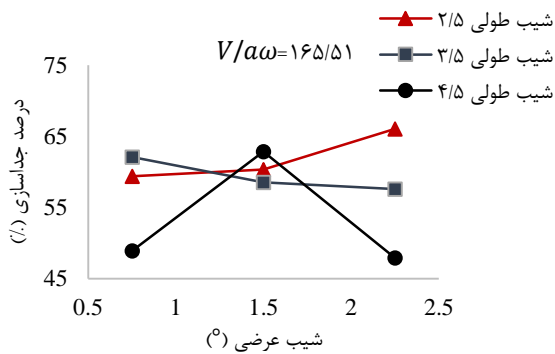 شیب طولی ۲/۵
شیب طولی ۳/۵
شیب طولی ۴/۵
V/aω=۱۶۵/۵۱
75
65
55
45
درصد جداسازی (٪)
0.5 1 1.5 2 2.5
شیب عرضی (°)